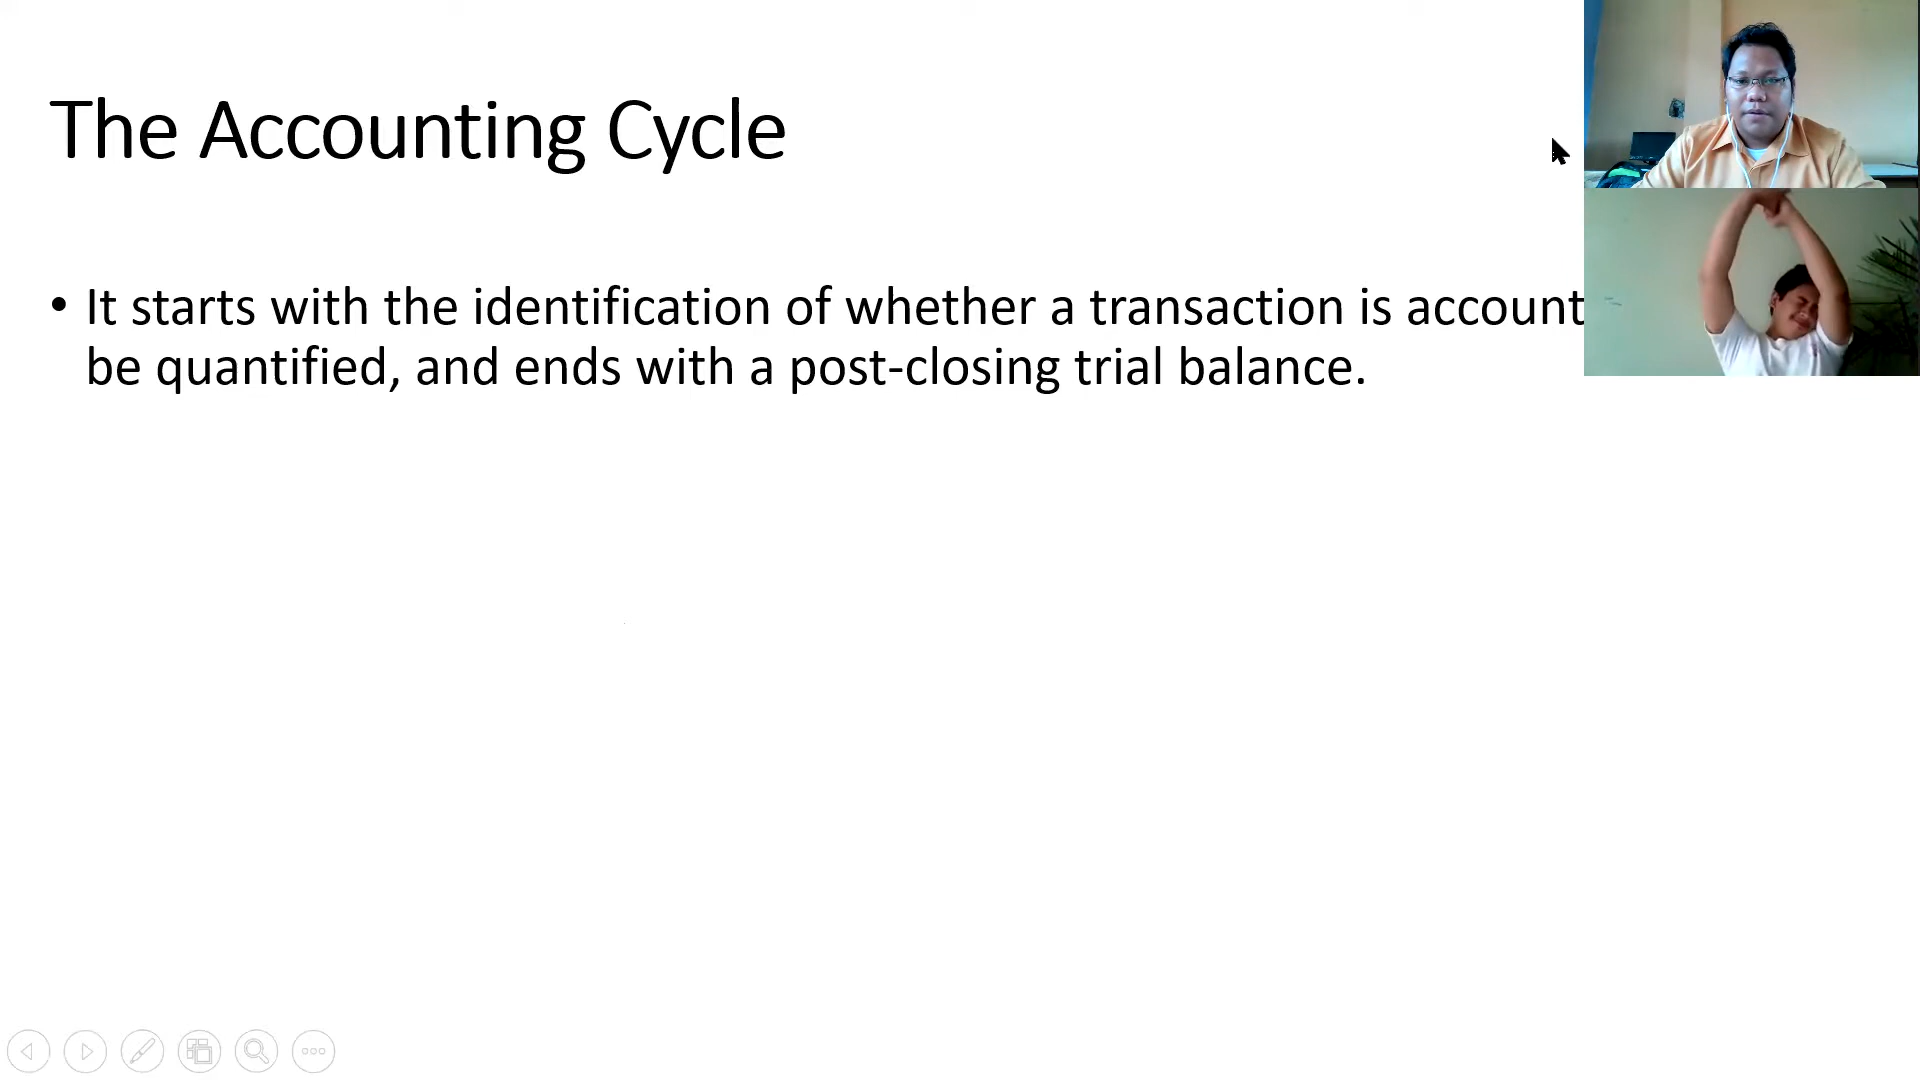 The Accounting Cycle
• It starts with the identification of whether a transaction is account
be quantified, and ends with a post-closing trial balance.